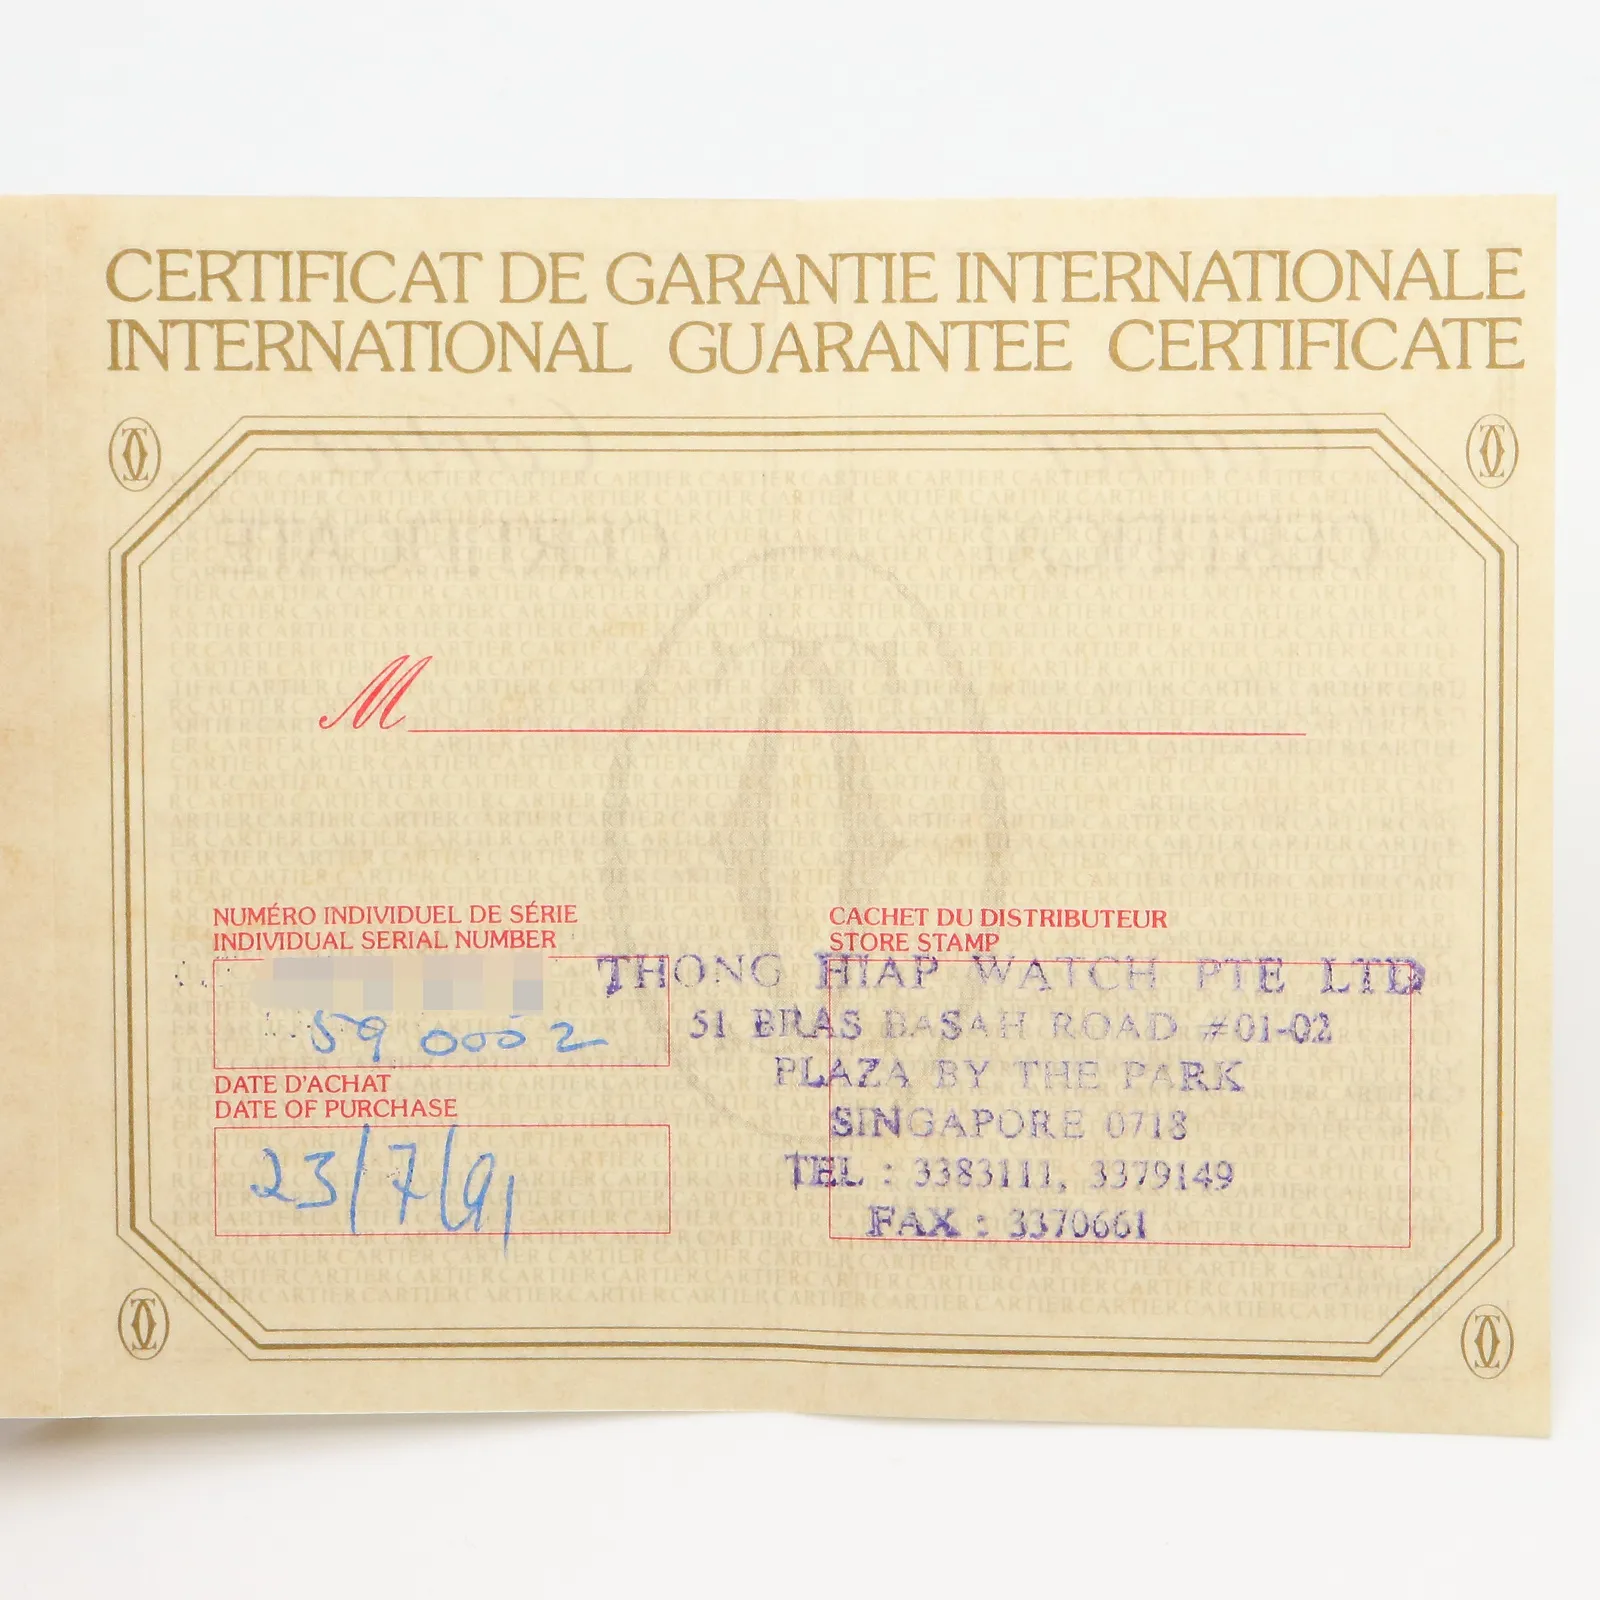 CERTIFICAT DE GARANTIE INTERNATIONALE
INTERNATIONAL GUARANTEE CERTIFICATE
M
NUMÉRO INDIVIDUEL DE SÉRIE
INDIVIDUAL SERIAL NUMBER
590002
DATE D'ACHAT
DATE OF PURCHASE
23/7/91
CACHET DU DISTRIBUTEUR
STORE STAMP
THONG HIAP WATCH PTE LTD
51 BRAS BASAH ROAD #01-02
PLAZA BY THE PARK
SINGAPORE 0718
TEL : 3383111, 3379149
FAX : 3370661